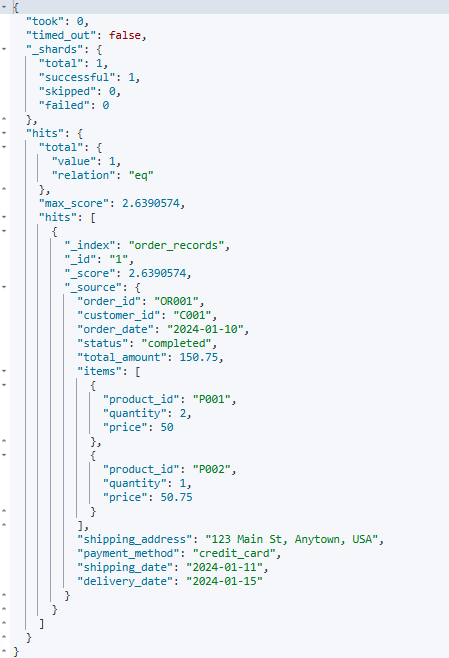 {
  "took": 0,
  "timed_out": false,
  "_shards": {
    "total": 1,
    "successful": 1,
    "skipped": 0,
    "failed": 0
  },
  "hits": {
    "total": {
      "value": 1,
      "relation": "eq"
    },
    "max_score": 2.6390574,
    "hits": [
      {
        "_index": "order_records",
        "_id": "1",
        "_score": 2.6390574,
        "_source": {
          "order_id": "OR001",
          "customer_id": "C001",
          "order_date": "2024-01-10",
          "status": "completed",
          "total_amount": 150.75,
          "items": [
            {
              "product_id": "P001",
              "quantity": 2,
              "price": 50
            },
            {
              "product_id": "P002",
              "quantity": 1,
              "price": 50.75
            }
          ],
          "shipping_address": "123 Main St, Anytown, USA",
          "payment_method": "credit_card",
          "shipping_date": "2024-01-11",
          "delivery_date": "2024-01-15"
        }
      }
    ]
  }
}